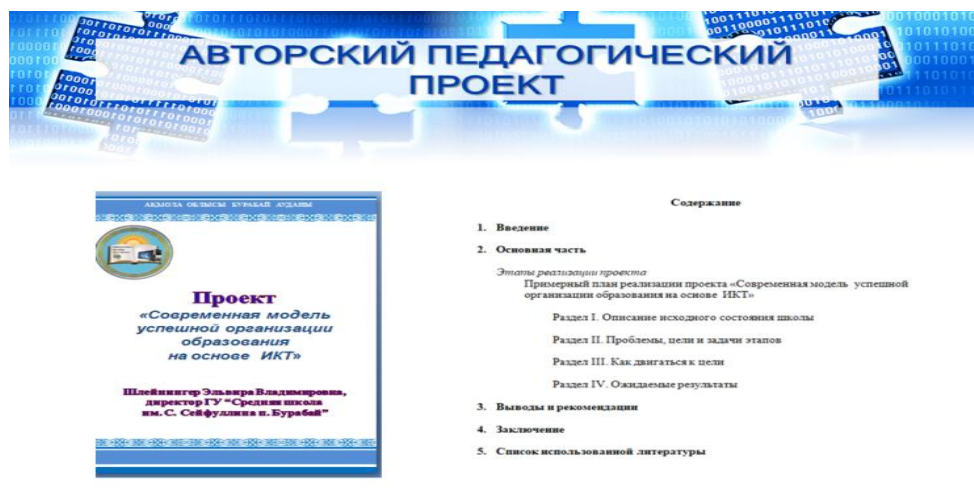 АВТОРСКИЙ ПЕДАГОГИЧЕСКИЙ
ПРОЕКТ
АҚМОЛА ОБЛЫСЫ БУРАБАЙ АУДАНЫ
Проект
«Современная модель
успешной организации
образования
на основе ИКТ»
Шлейнингер Эльвира Владимировна,
директор ГУ "Средняя школа
им. С. Сейфуллина п. Бурабай"
Содержание
1. Введение
2. Основная часть
Этапы реализации проекта
Примерный план реализации проекта «Современная модель успешной
организации образования на основе ИКТ»
Раздел I. Описание исходного состояния школы
Раздел II. Проблемы, цели и задачи этапов
Раздел III. Как двигаться к цели
Раздел IV. Ожидаемые результаты
3. Выводы и рекомендации
4. Заключение
5. Список использованной литературы